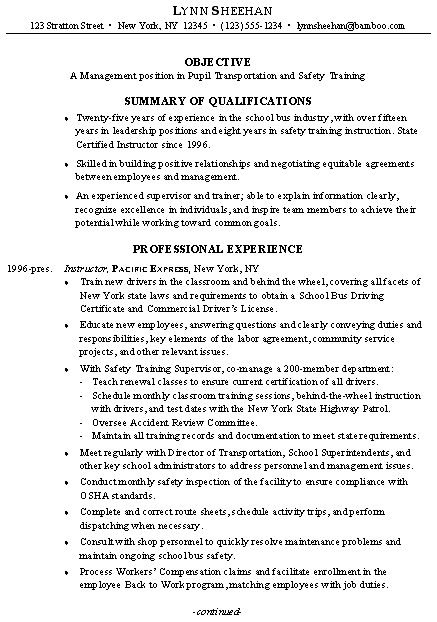 LYNN SHEEHAN
123 Stratton Street • New York, NY 12345 • (123) 555-1234 • lynnsheehan@bamboo.com
OBJECTIVE
A Management position in Pupil Transportation and Safety Training
SUMMARY OF QUALIFICATIONS
• Twenty-five years of experience in the school bus industry, with over fifteen
years in leadership positions and eight years in safety training instruction. State
Certified Instructor since 1996.
• Skilled in building positive relationships and negotiating equitable agreements
between employees and management.
• An experienced supervisor and trainer; able to explain information clearly,
recognize excellence in individuals, and inspire team members to achieve their
potential while working toward common goals.
PROFESSIONAL EXPERIENCE
1996-pres. Instructor, PACIFIC EXPRESS, New York, NY
• Train new drivers in the classroom and behind the wheel, covering all facets of
New York state laws and requirements to obtain a School Bus Driving
Certificate and Commercial Driver's License.
• Educate new employees, answering questions and clearly conveying duties and
responsibilities, key elements of the labor agreement, community service
projects, and other relevant issues.
• With Safety Training Supervisor, co-manage a 200-member department:
- Teach renewal classes to ensure current certification of all drivers.
- Schedule monthly classroom training sessions, behind-the-wheel instruction
with drivers, and test dates with the New York State Highway Patrol.
- Oversee Accident Review Committee.
- Maintain all training records and documentation to meet state requirements.
• Meet regularly with Director of Transportation, School Superintendents, and
other key school administrators to address personnel and management issues.
• Conduct monthly safety inspection of the facility to ensure compliance with
OSHA standards.
• Complete and correct route sheets, schedule activity trips, and perform
dispatching when necessary.
• Consult with shop personnel to quickly resolve maintenance problems and
maintain ongoing school bus safety.
• Process Workers' Compensation claims and facilitate enrollment in the
employee Back to Work program, matching employees with job duties.
-continued-